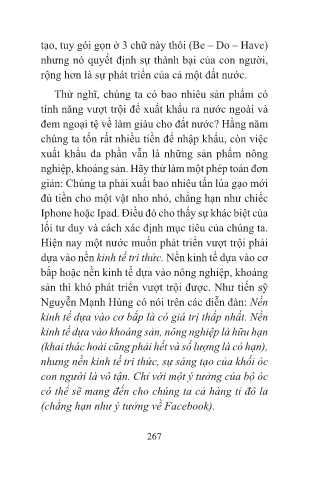 tạo, tuy gói gọn ở 3 chữ này thôi (Be – Do – Have)
nhưng nó quyết định sự thành bại của con người,
rộng hơn là sự phát triển của cả một đất nước.
Thử nghĩ, chúng ta có bao nhiêu sản phẩm có
tính năng vượt trội để xuất khẩu ra nước ngoài và
đem ngoại tệ về làm giàu cho đất nước? Hằng năm
chúng ta tốn rất nhiều tiền để nhập khẩu, còn việc
xuất khẩu đa phần vẫn là những sản phẩm nông
nghiệp, khoáng sản. Hãy thử làm một phép toán đơn
giản: Chúng ta phải xuất bao nhiêu tấn lúa gạo mới
đủ tiền cho một vật nho nhỏ, chẳng hạn như chiếc
Iphone hoặc Ipad. Điều đó cho thấy sự khác biệt của
lối tư duy và cách xác định mục tiêu của chúng ta.
Hiện nay một nước muốn phát triển vượt trội phải
dựa vào nền kinh tế tri thức. Nền kinh tế dựa vào cơ
bắp hoặc nền kinh tế dựa vào nông nghiệp, khoáng
sản thì khó phát triển vượt trội được. Như tiến sỹ
Nguyễn Mạnh Hùng có nói trên các diễn đàn: Nền
kinh tế dựa vào cơ bắp là có giá trị thấp nhất. Nền
kinh tế dựa vào khoáng sản, nông nghiệp là hữu hạn
(khai thác hoài cũng phải hết và số lượng là có hạn),
nhưng nền kinh tế tri thức, sự sáng tạo của khối óc
con người là vô tận. Chỉ với một ý tưởng của bộ óc
có thể sẽ mang đến cho chúng ta cả hàng tỉ đô la
(chẳng hạn như ý tưởng về Facebook).
267